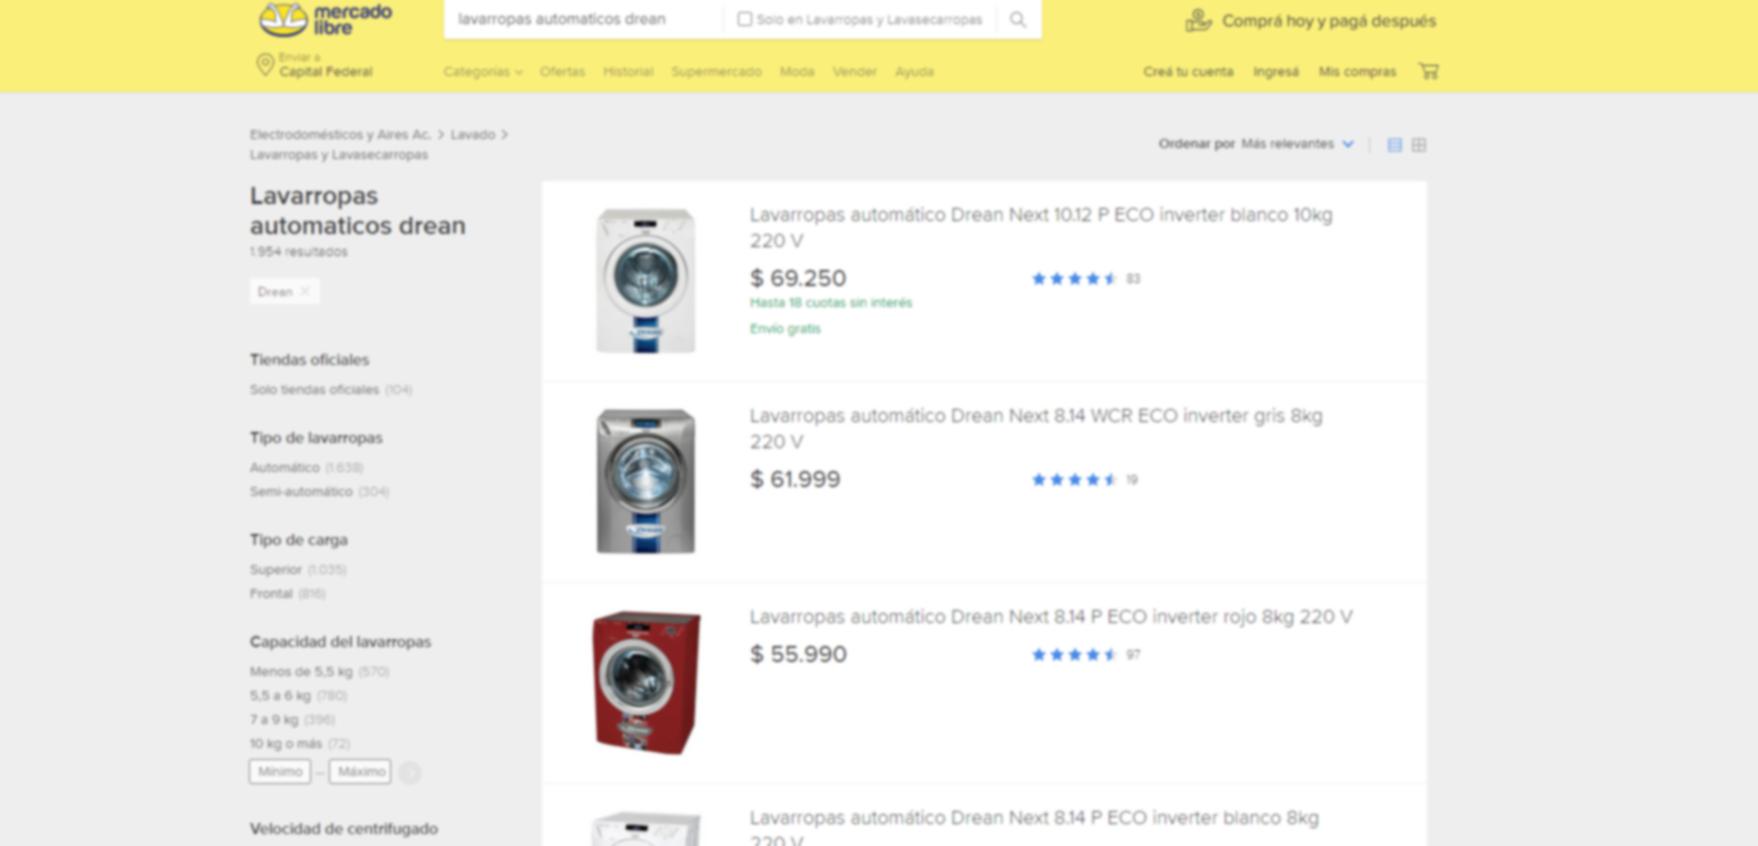 mercado
libre
lavarropas automaticos drean
Solo en Lavarropas y Lavasecarropas
Comprá hoy y pagá después
Enviar a
Capital Federal
Categorías
Ofertas
Historial
Supermercado
Moda
Vender
Ayuda
Creá tu cuenta
Ingresá
Mis compras
Electrodomésticos y Aires Ac. > Lavado >
Lavarropas y Lavasecarropas
Ordenar por Más relevantes
Lavarropas
automaticos drean
1.954 resultados
Drean
Tiendas oficiales
Solo tiendas oficiales (104)
Tipo de lavarropas
Automático (1.638)
Semi-automático (304)
Tipo de carga
Superior (1.035)
Frontal (816)
Capacidad del lavarropas
Menos de 5,5 kg (570)
5,5 a 6 kg (780)
7 a 9 kg (396)
10 kg o más (72)
Mínimo – Máximo
Velocidad de centrifugado
Lavarropas automático Drean Next 10.12 P ECO inverter blanco 10kg
220 V
$ 69.250
83
Hasta 18 cuotas sin interés
Envío gratis
Lavarropas automático Drean Next 8.14 WCR ECO inverter gris 8kg
220 V
$ 61.999
19
Lavarropas automático Drean Next 8.14 P ECO inverter rojo 8kg 220 V
$ 55.990
97
Lavarropas automático Drean Next 8.14 P ECO inverter blanco 8kg
220 V